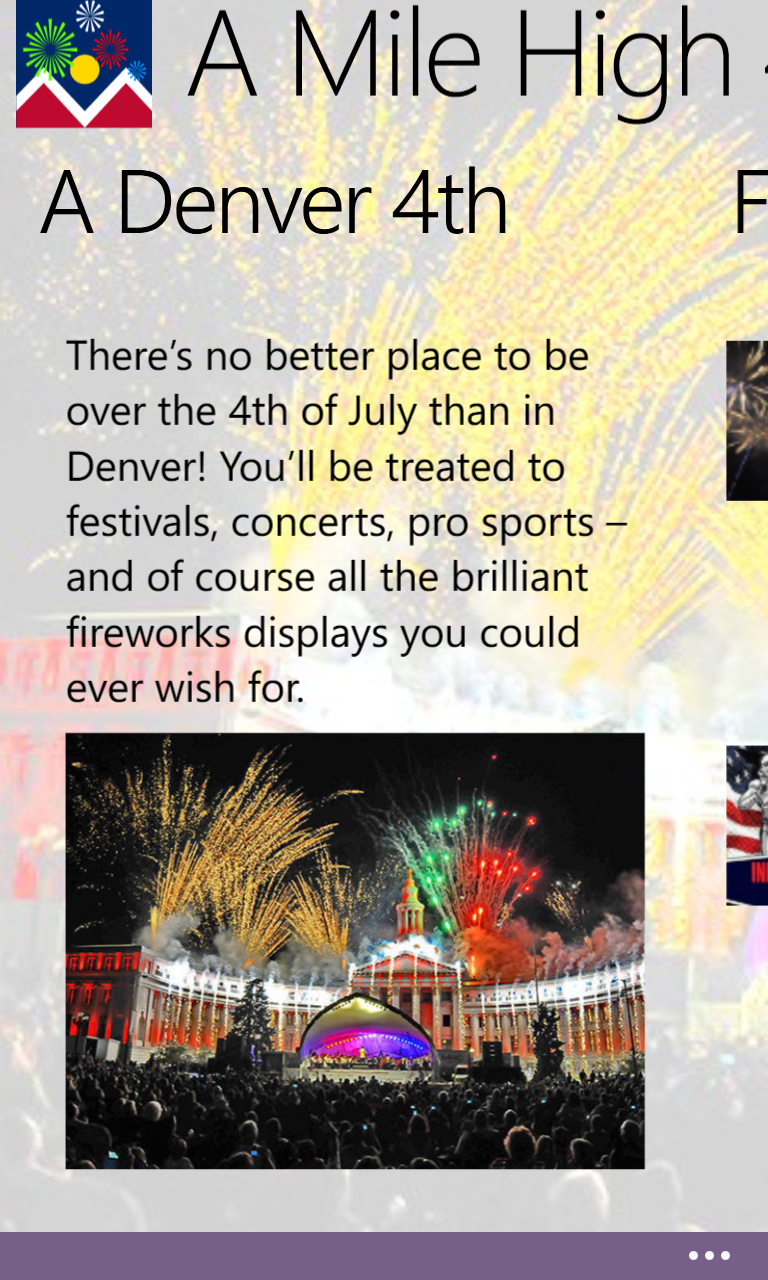 A Mile High
A Denver 4th
F
There’s no better place to be
over the 4th of July than in
Denver! You’ll be treated to
festivals, concerts, pro sports –
and of course all the brilliant
fireworks displays you could
ever wish for.
IN